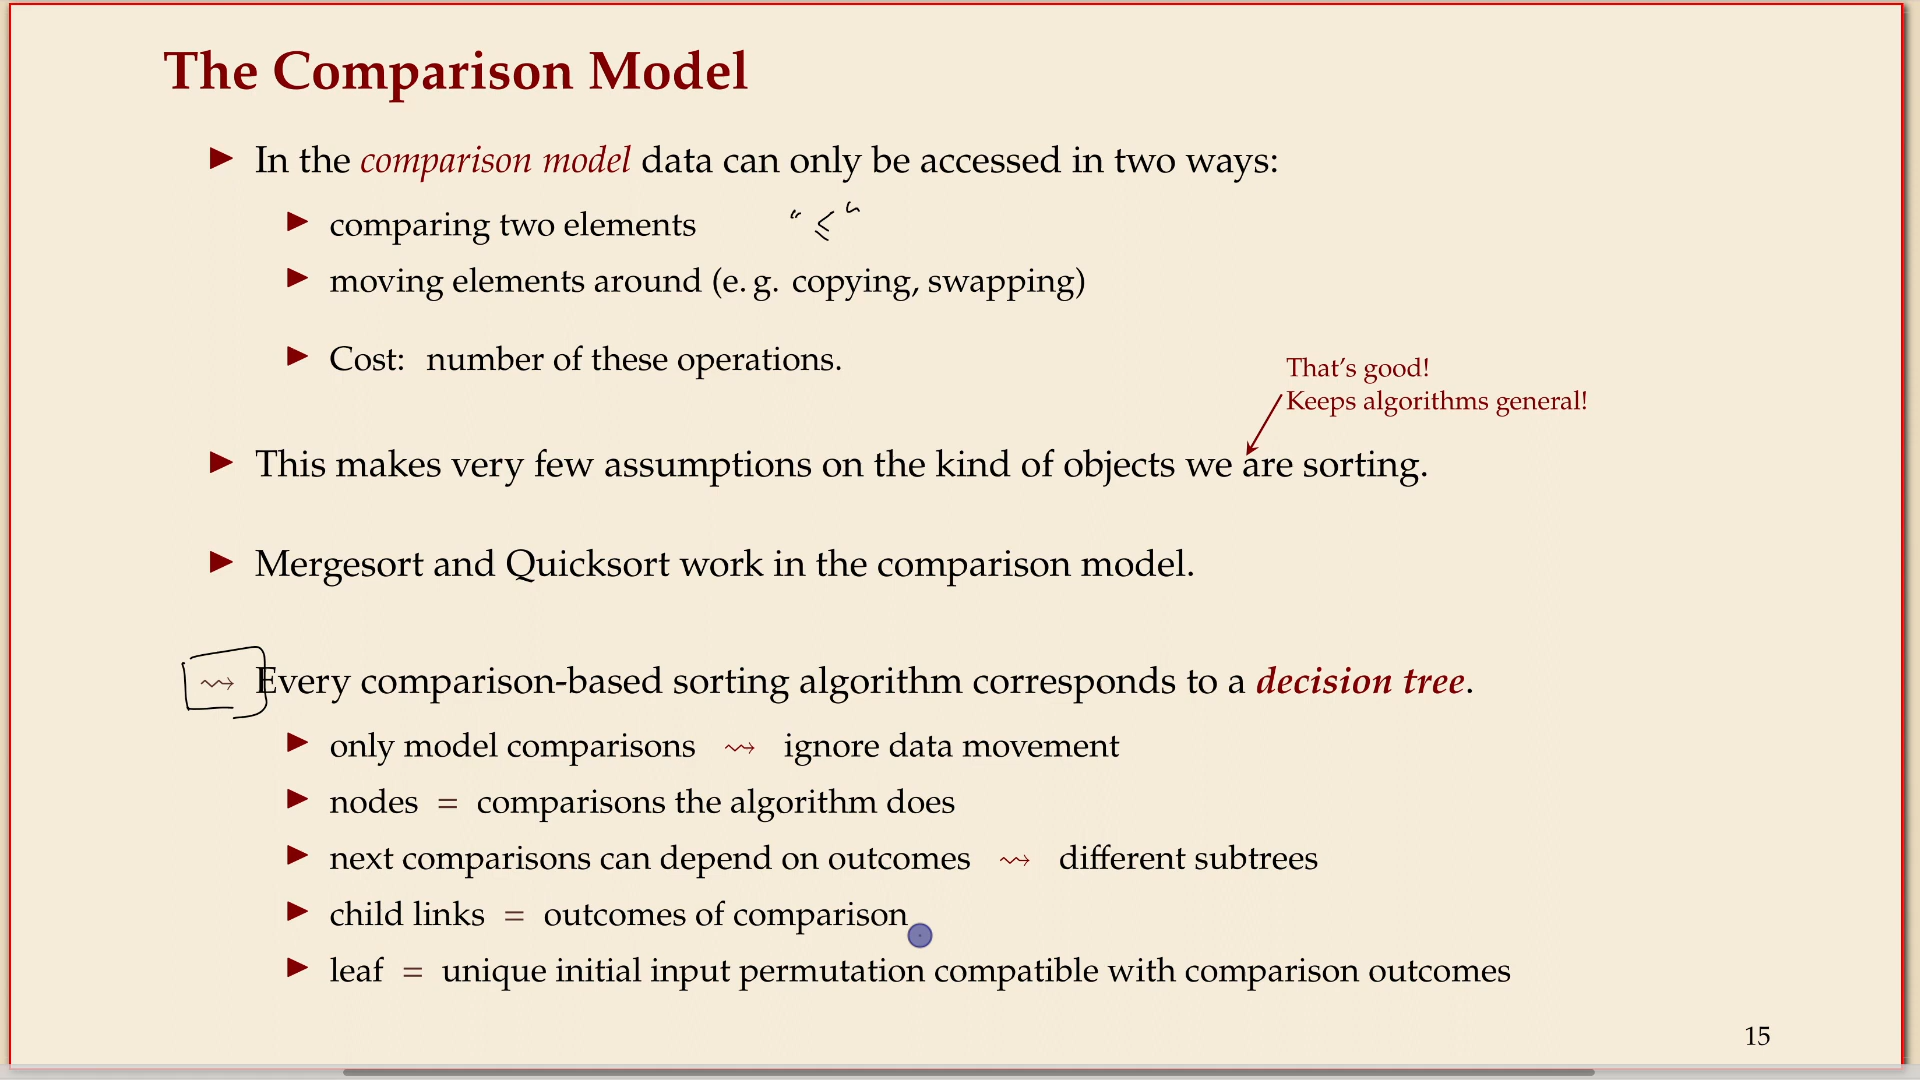 The Comparison Model
▶ In the comparison model data can only be accessed in two ways:
▶ comparing two elements “≤“
▶ moving elements around (e. g. copying, swapping)
▶ Cost: number of these operations.
That’s good!
Keeps algorithms general!
▶ This makes very few assumptions on the kind of objects we are sorting.
▶ Mergesort and Quicksort work in the comparison model.
⇝ Every comparison-based sorting algorithm corresponds to a decision tree.
▶ only model comparisons ⇝ ignore data movement
▶ nodes = comparisons the algorithm does
▶ next comparisons can depend on outcomes ⇝ different subtrees
▶ child links = outcomes of comparison
▶ leaf = unique initial input permutation compatible with comparison outcomes
15